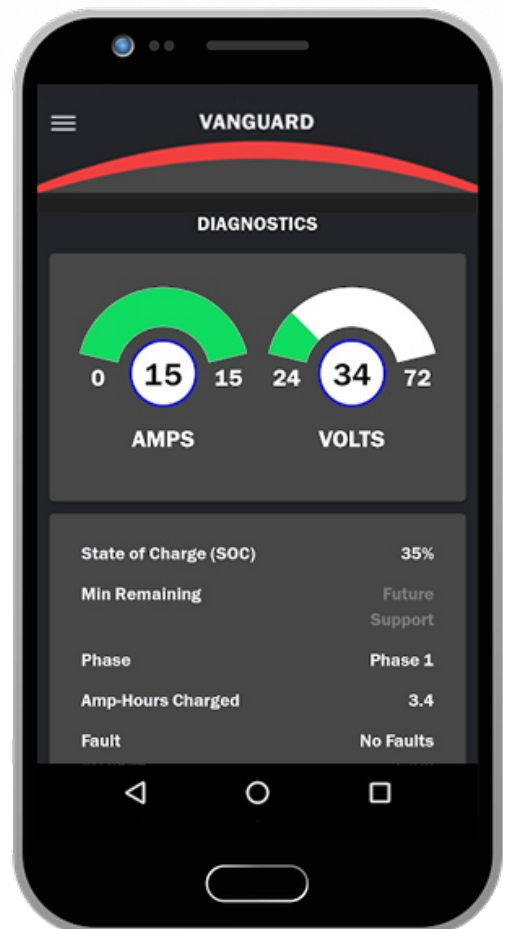 VANGUARD
DIAGNOSTICS
0 15 15 24 34 72
AMPS VOLTS
State of Charge (SOC) 35%
Min Remaining Future
Support
Phase Phase 1
Amp-Hours Charged 3.4
Fault No Faults